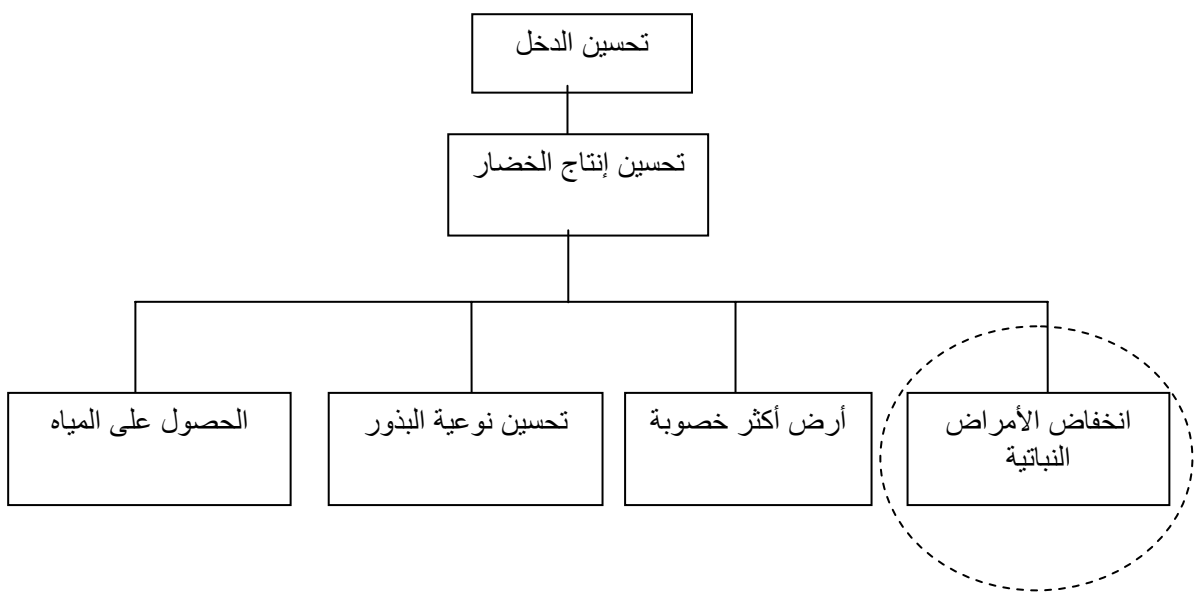 تحسين الدخل
تحسين إنتاج الخضار
انخفاض الأمراض
النباتية
أرض أكثر خصوبة
تحسين نوعية البذور
الحصول على المياه